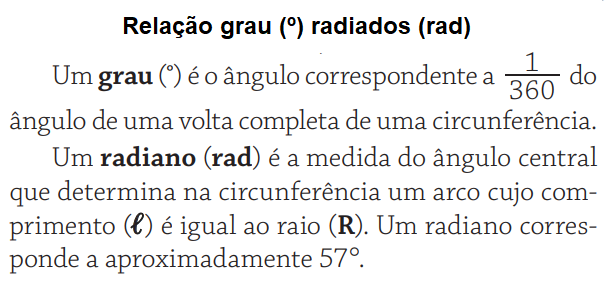 Relação grau (º) radiados (rad)
Um grau (°) é o ângulo correspondente a 1/360 do
ângulo de uma volta completa de uma circunferência.
Um radiano (rad) é a medida do ângulo central
que determina na circunferência um arco cujo com-
primento (ℓ) é igual ao raio (R). Um radiano corres-
ponde a aproximadamente 57°.